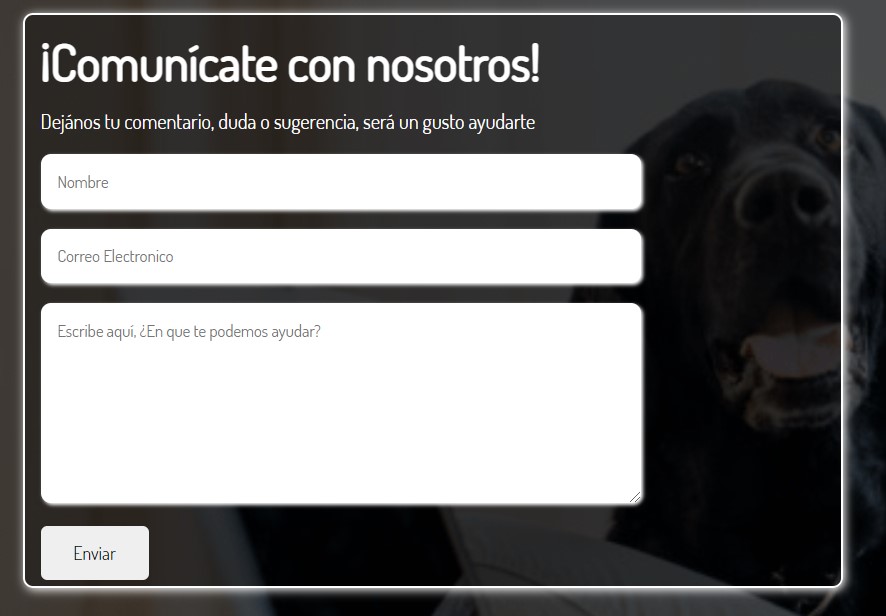 ¡Comunícate con nosotros!
Dejános tu comentario, duda o sugerencia, será un gusto ayudarte
Nombre
Correo Electronico
Escribe aquí, ¿En que te podemos ayudar?
Enviar